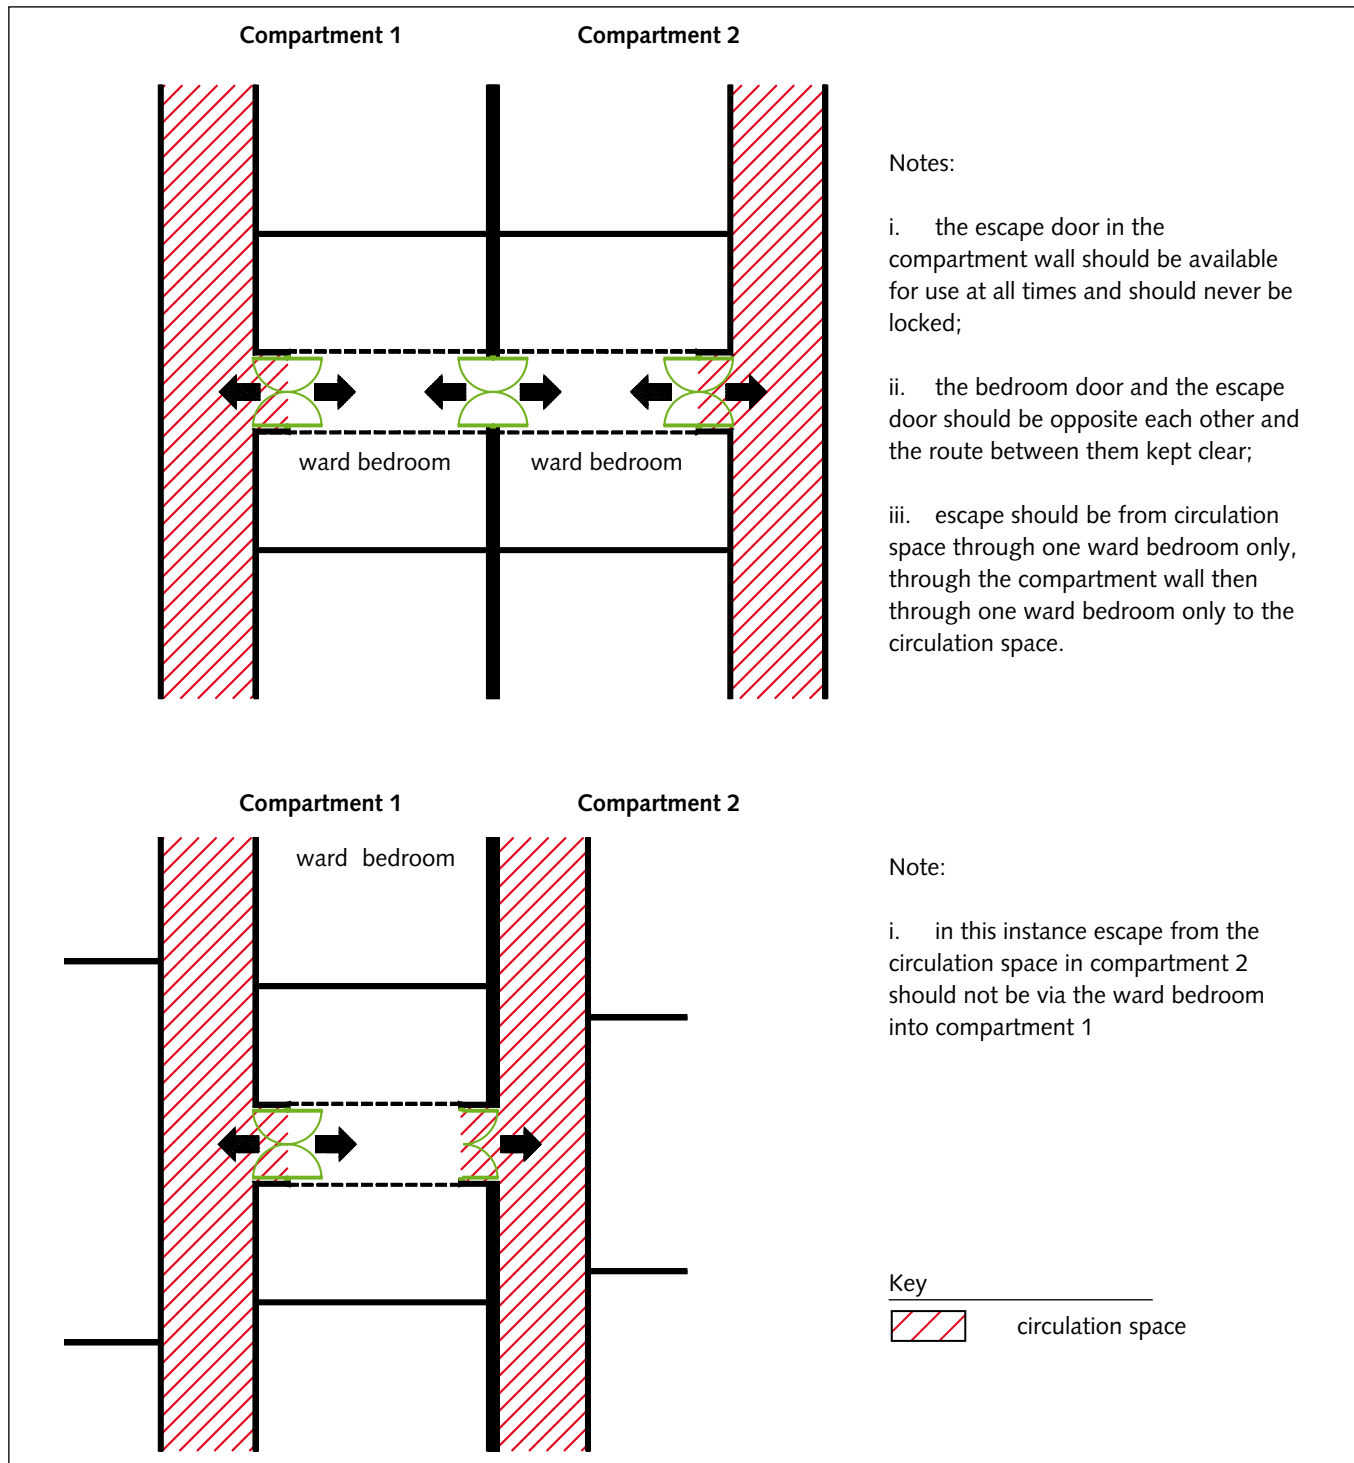 Compartment 1 Compartment 2
ward bedroom ward bedroom
Notes:
i. the escape door in the
compartment wall should be available
for use at all times and should never be
locked;
ii. the bedroom door and the escape
door should be opposite each other and
the route between them kept clear;
iii. escape should be from circulation
space through one ward bedroom only,
through the compartment wall then
through one ward bedroom only to the
circulation space.
Compartment 1 Compartment 2
ward bedroom
Note:
i. in this instance escape from the
circulation space in compartment 2
should not be via the ward bedroom
into compartment 1
Key
circulation space